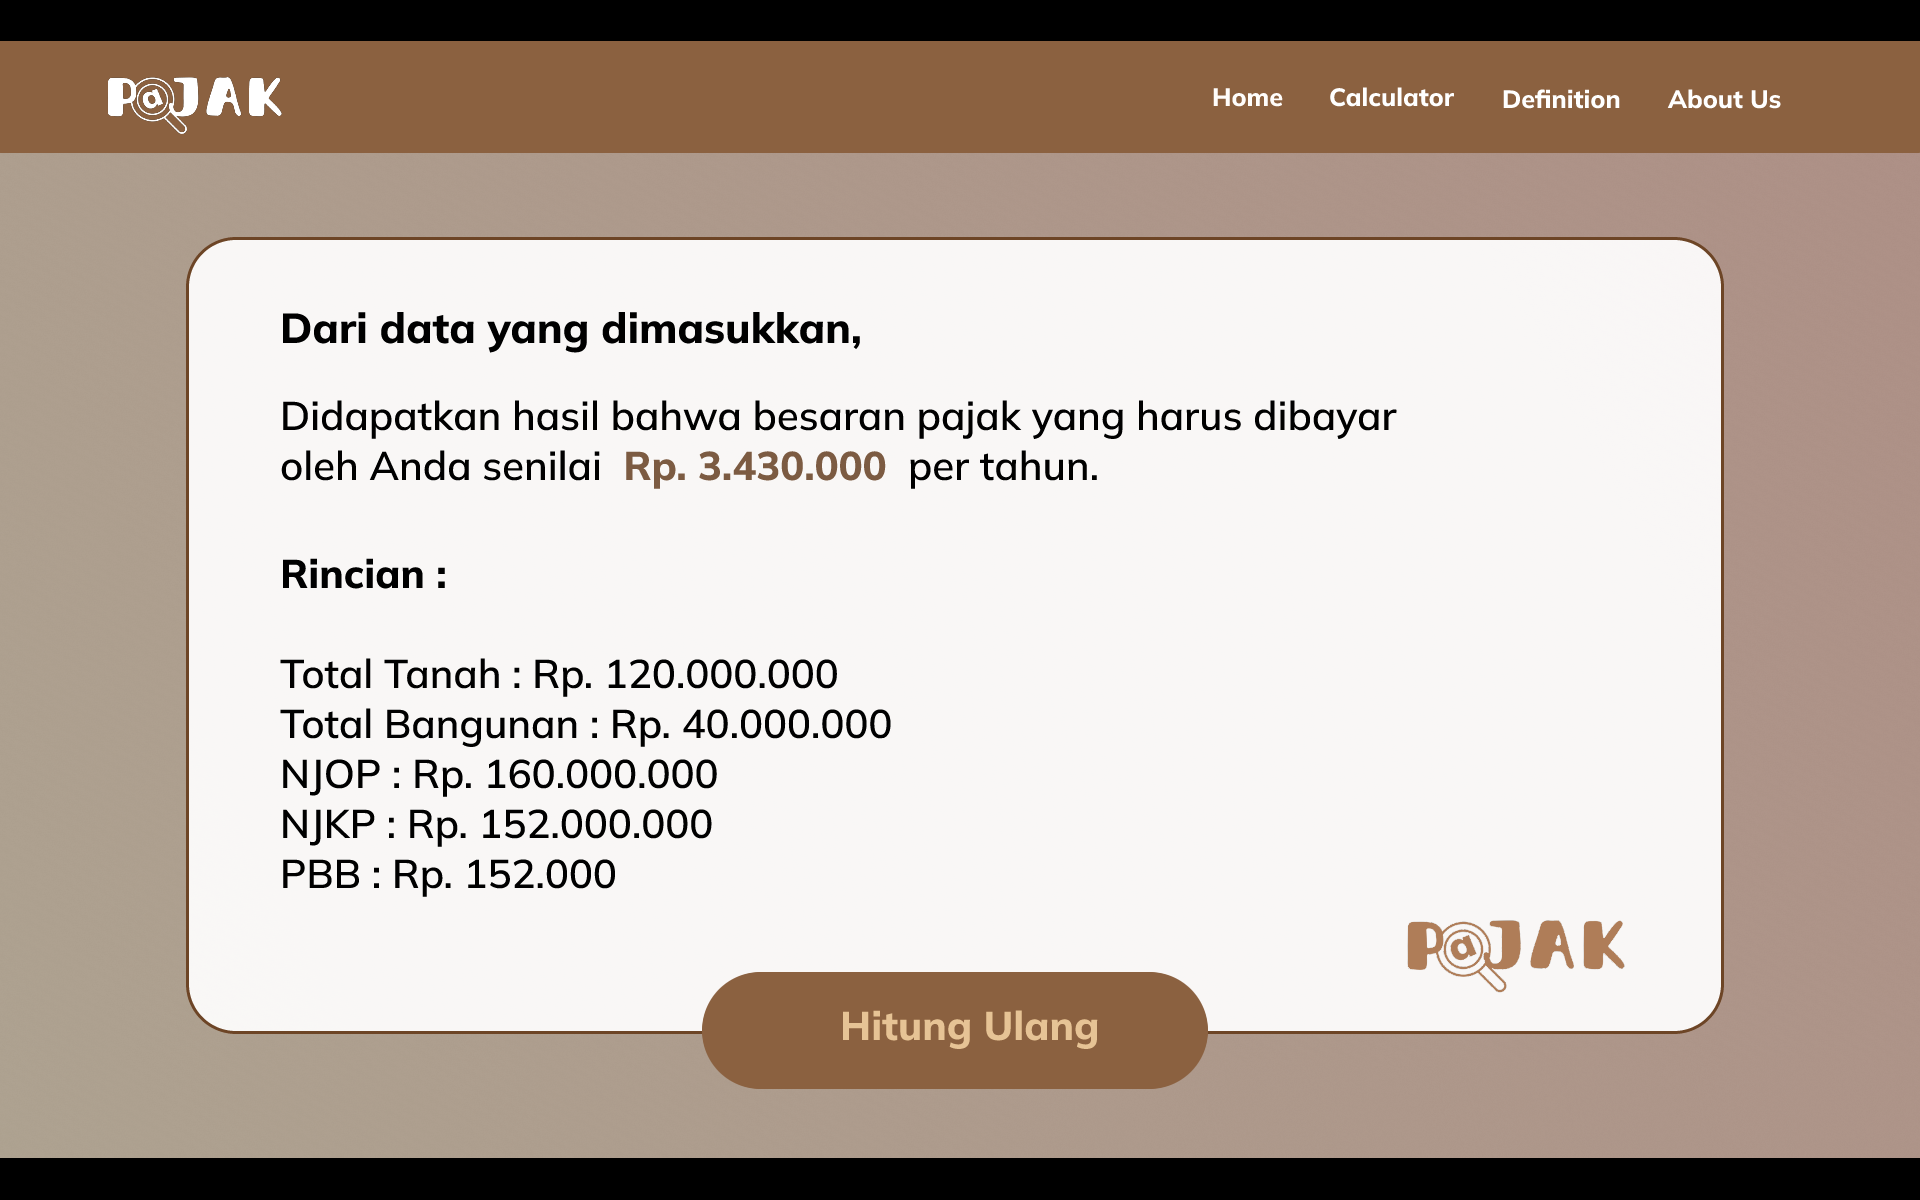 PaJAK
Home Calculator Definition About Us
Dari data yang dimasukkan,
Didapatkan hasil bahwa besaran pajak yang harus dibayar
oleh Anda senilai Rp. 3.430.000 per tahun.
Rincian :
Total Tanah : Rp. 120.000.000
Total Bangunan : Rp. 40.000.000
NJOP : Rp. 160.000.000
NJKP : Rp. 152.000.000
PBB : Rp. 152.000
PaJAK
Hitung Ulang